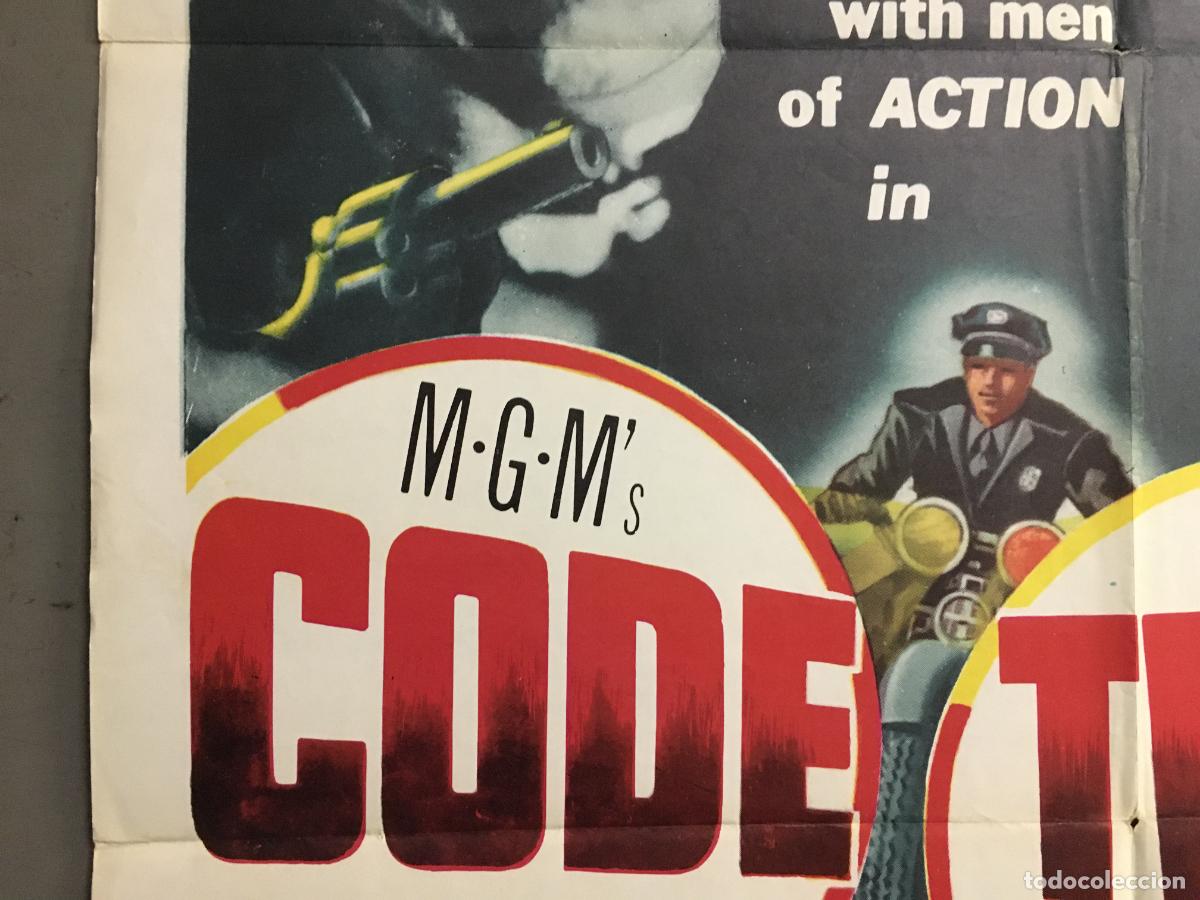 with men
of ACTION
in
M·G·M's
CODE T
todocoleccion